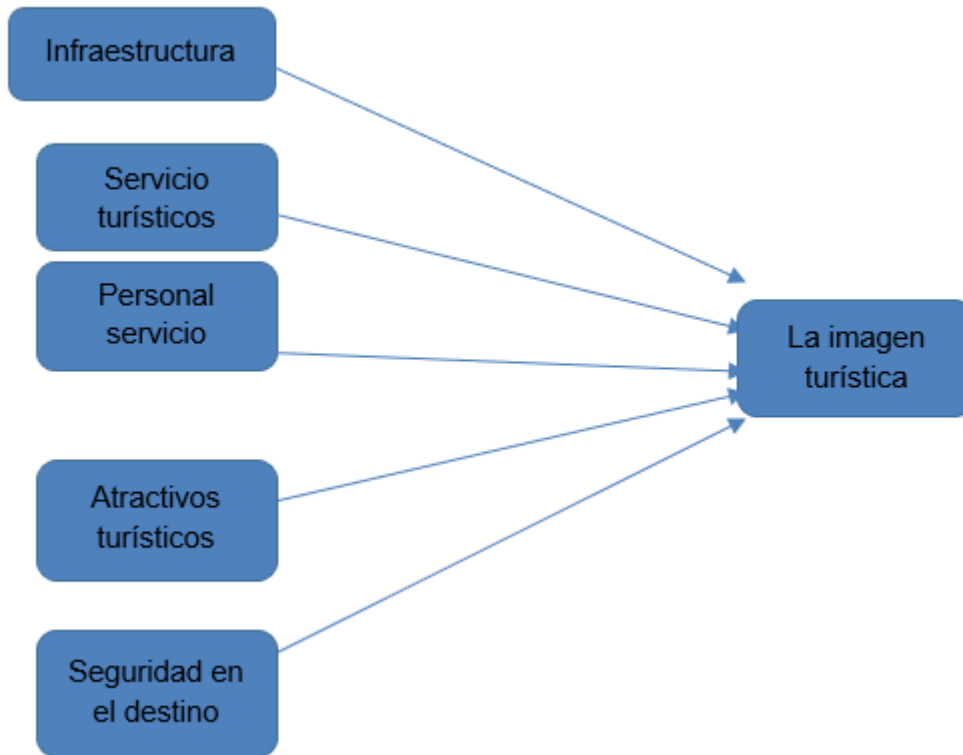 Infraestructura
Servicio
turísticos
Personal
servicio
La imagen
turística
Atractivos
turísticos
Seguridad en
el destino